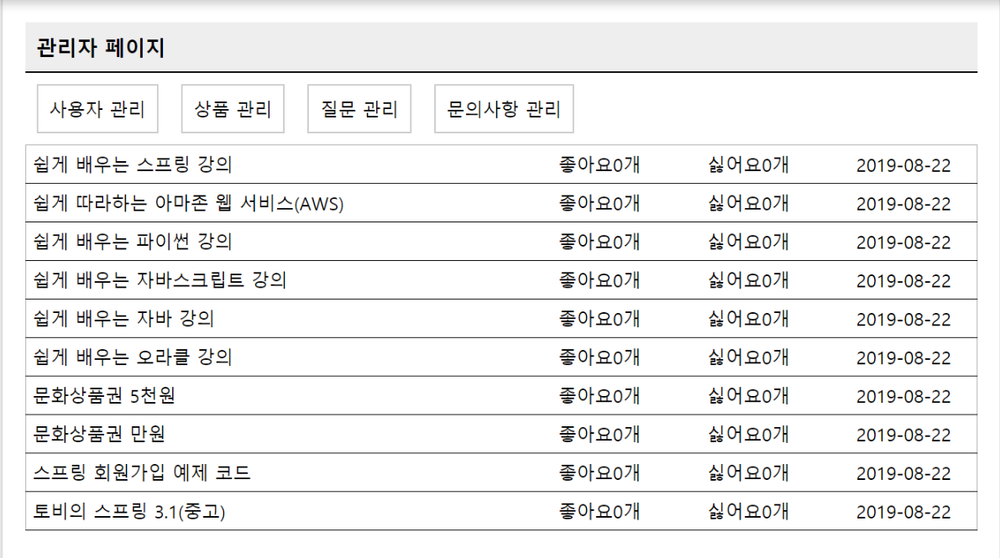 관리자 페이지
사용자 관리 상품 관리 질문 관리 문의사항 관리
쉽게 배우는 스프링 강의 좋아요0개 싫어요0개 2019-08-22
쉽게 따라하는 아마존 웹 서비스(AWS) 좋아요0개 싫어요0개 2019-08-22
쉽게 배우는 파이썬 강의 좋아요0개 싫어요0개 2019-08-22
쉽게 배우는 자바스크립트 강의 좋아요0개 싫어요0개 2019-08-22
쉽게 배우는 자바 강의 좋아요0개 싫어요0개 2019-08-22
쉽게 배우는 오라클 강의 좋아요0개 싫어요0개 2019-08-22
문화상품권 5천원 좋아요0개 싫어요0개 2019-08-22
문화상품권 만원 좋아요0개 싫어요0개 2019-08-22
스프링 회원가입 예제 코드 좋아요0개 싫어요0개 2019-08-22
토비의 스프링 3.1(중고) 좋아요0개 싫어요0개 2019-08-22